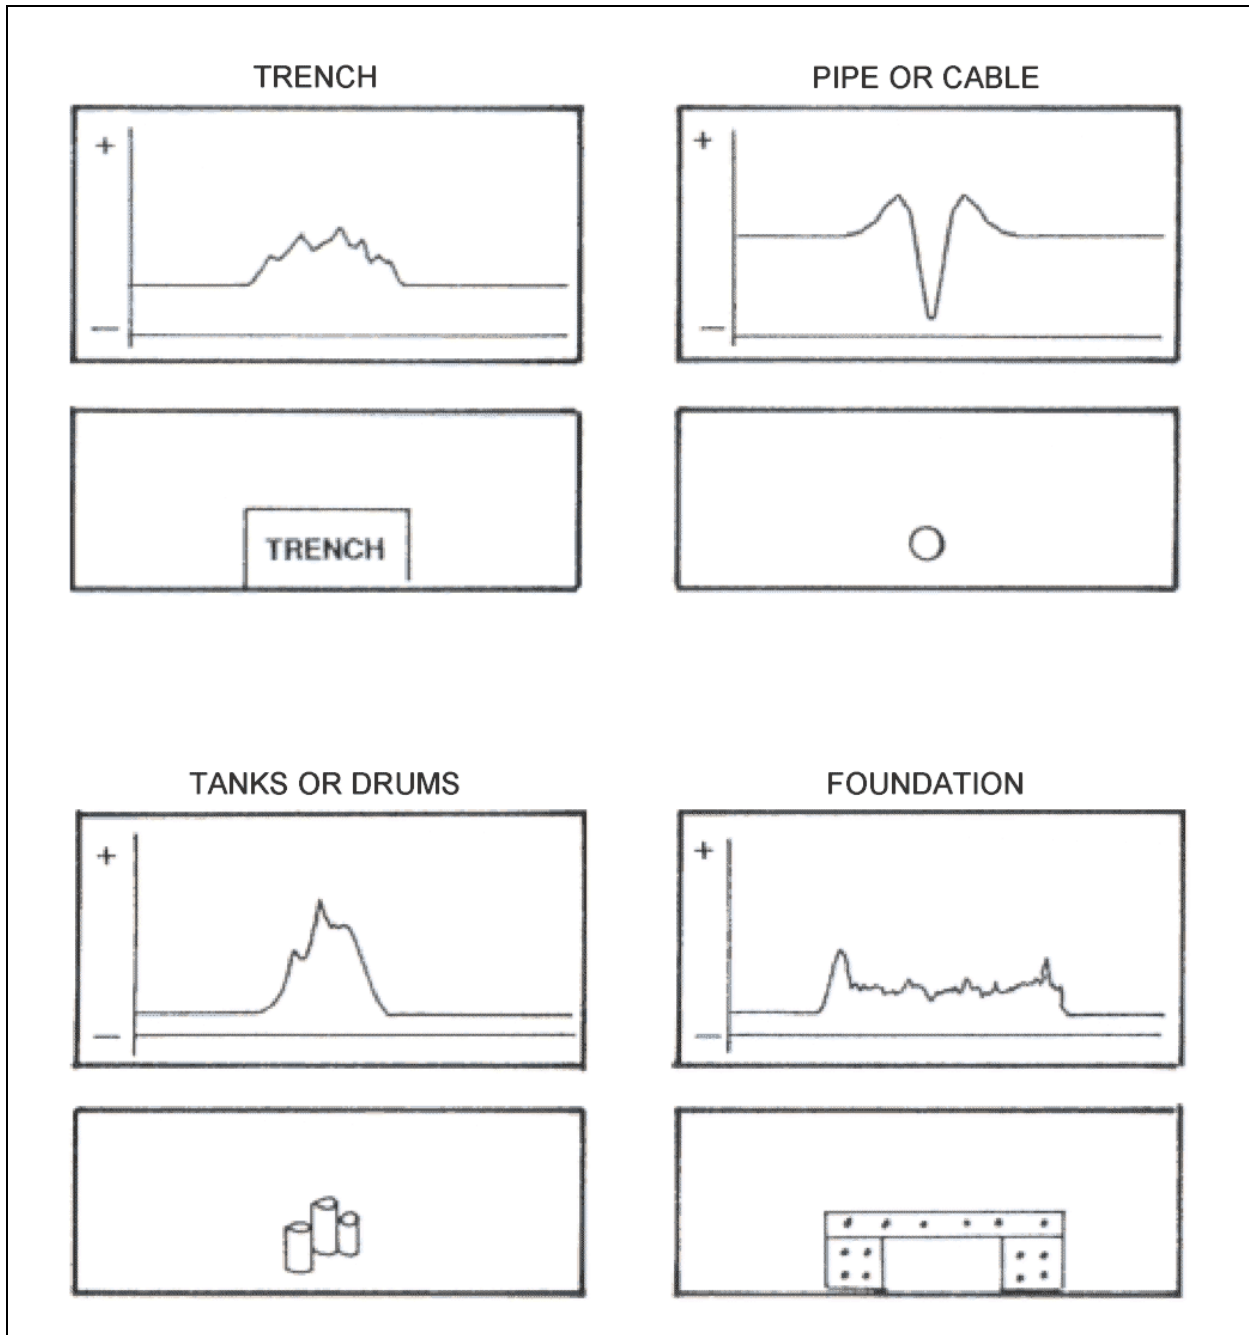 TRENCH
PIPE OR CABLE
+
+
—
—
TRENCH
TANKS OR DRUMS
FOUNDATION
+
+
—
—